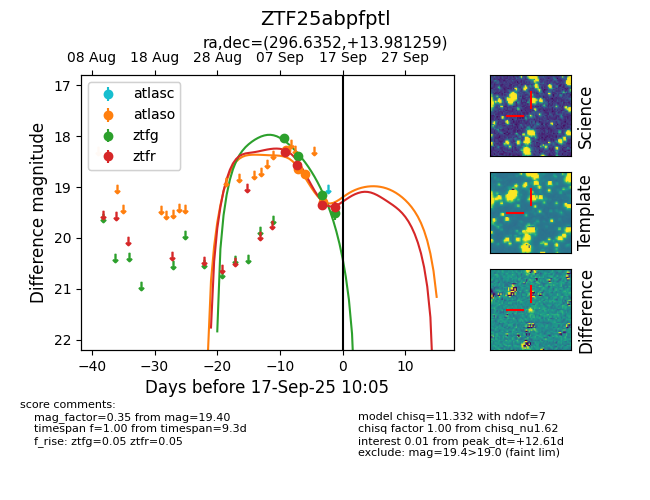 ZTF25abpfptl
ra,dec=(296.6352,+13.981259)
08 Aug 18 Aug 28 Aug 07 Sep 17 Sep 27 Sep
17
18
19
20
21
22
Difference magnitude
atlasc
atlaso
ztfg
ztfr
−40 −30 −20 −10 0 10
Days before 17-Sep-25 10:05
Science
Template
Difference
score comments:
mag_factor=0.35 from mag=19.40
timespan f=1.00 from timespan=9.3d
f_rise: ztfg=0.05 ztfr=0.05
model chisq=11.332 with ndof=7
chisq factor 1.00 from chisq_nu1.62
interest 0.01 from peak_dt=+12.61d
exclude: mag=19.4>19.0 (faint lim)